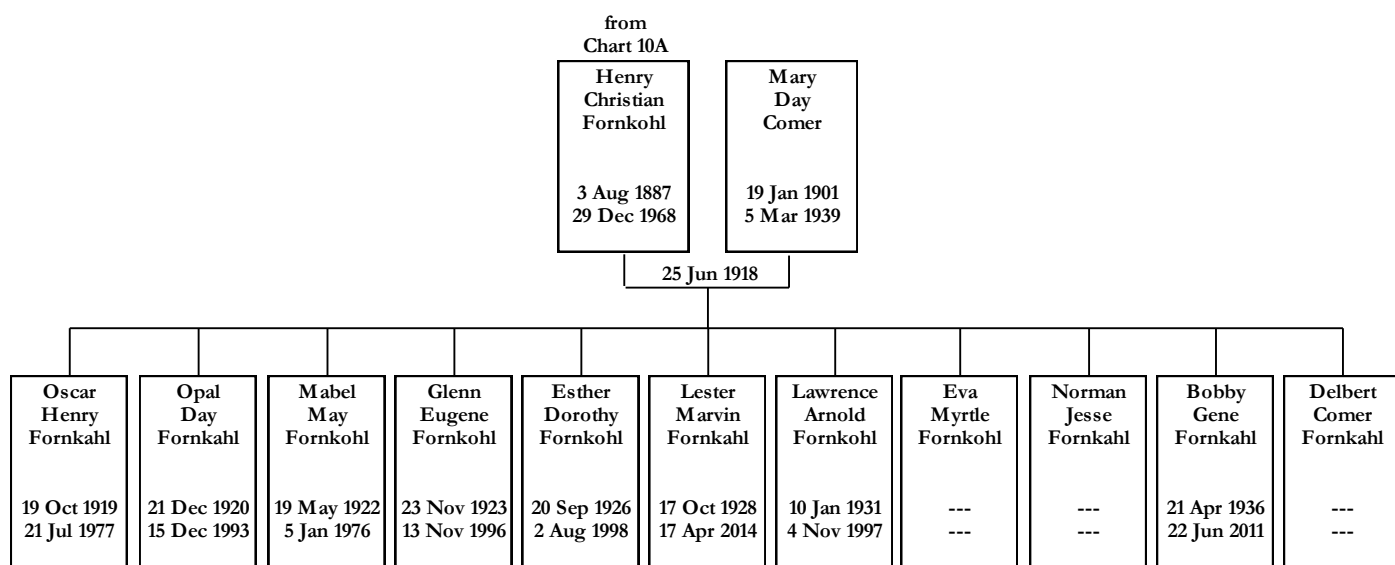 from
Chart 10A
Henry
Christian
Fornkohl
3 Aug 1887
29 Dec 1968
Mary
Day
Comer
19 Jan 1901
5 Mar 1939
25 Jun 1918
Oscar
Henry
Fornkahl
19 Oct 1919
21 Jul 1977
Opal
Day
Fornkahl
21 Dec 1920
15 Dec 1993
Mabel
May
Fornkohl
19 May 1922
5 Jan 1976
Glenn
Eugene
Fornkohl
23 Nov 1923
13 Nov 1996
Esther
Dorothy
Fornkohl
20 Sep 1926
2 Aug 1998
Lester
Marvin
Fornkahl
17 Oct 1928
17 Apr 2014
Lawrence
Arnold
Fornkohl
10 Jan 1931
4 Nov 1997
Eva
Myrtle
Fornkohl
---
---
Norman
Jesse
Fornkahl
---
---
Bobby
Gene
Fornkahl
21 Apr 1936
22 Jun 2011
Delbert
Comer
Fornkahl
---
---